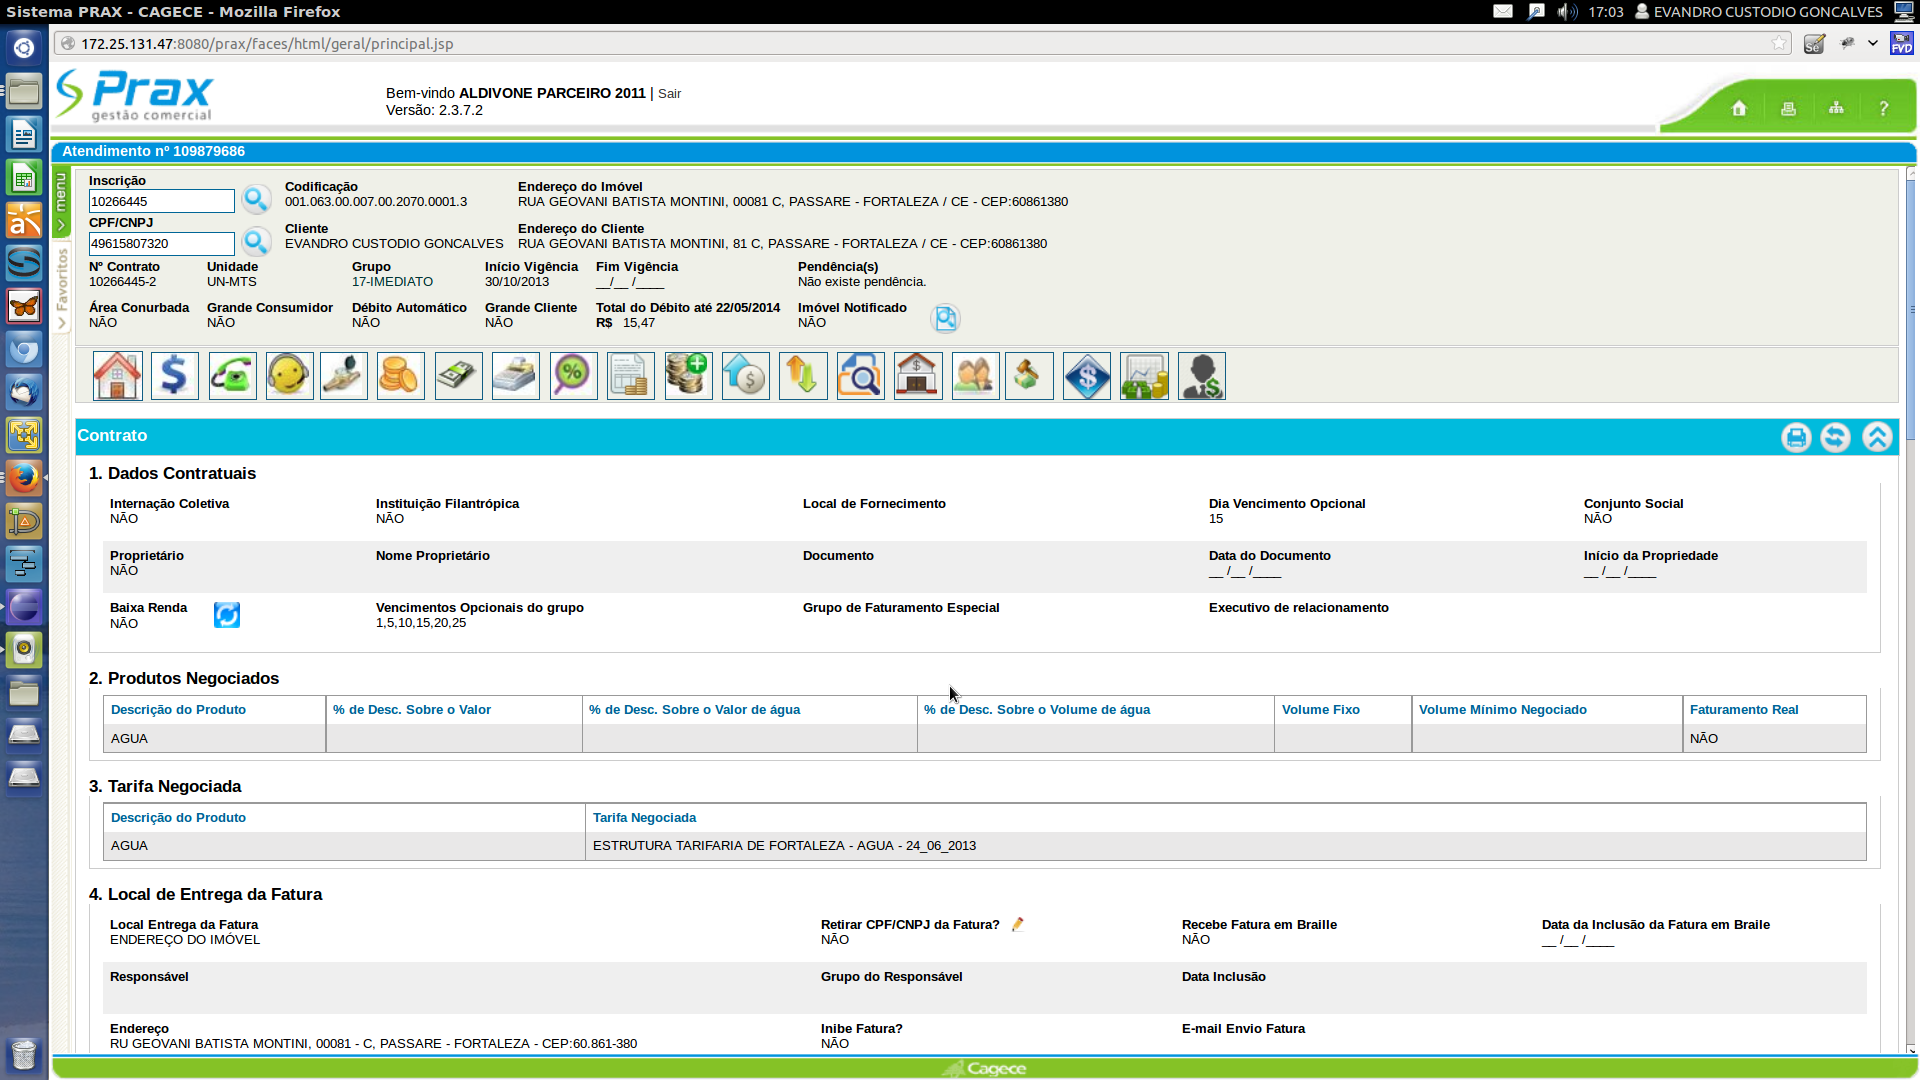 Sistema PRAX - CAGECE - Mozilla Firefox
17:03 EVANDRO CUSTODIO GONCALVES
172.25.131.47:8080/prax/faces/html/geral/principal.jsp
Se
FVD
Prax
gestão comercial
Bem-vindo ALDIVONE PARCEIRO 2011 | Sair
Versão: 2.3.7.2
?
Atendimento nº 109879686
menu
Favoritos
Inscrição
10266445
Codificação
001.063.00.007.00.2070.0001.3
Endereço do Imóvel
RUA GEOVANI BATISTA MONTINI, 00081 C, PASSARE - FORTALEZA / CE - CEP:60861380
CPF/CNPJ
49615807320
Cliente
EVANDRO CUSTODIO GONCALVES
Endereço do Cliente
RUA GEOVANI BATISTA MONTINI, 81 C, PASSARE - FORTALEZA / CE - CEP:60861380
Nº Contrato
10266445-2
Unidade
UN-MTS
Grupo
17-IMEDIATO
Início Vigência
30/10/2013
Fim Vigência
__/__ /____
Pendência(s)
Não existe pendência.
Área Conurbada
NÃO
Grande Consumidor
NÃO
Débito Automático
NÃO
Grande Cliente
NÃO
Total do Débito até 22/05/2014
R$ 15,47
Imóvel Notificado
NÃO
Contrato
1. Dados Contratuais
Internação Coletiva
NÃO
Instituição Filantrópica
NÃO
Local de Fornecimento
Dia Vencimento Opcional
15
Conjunto Social
NÃO
Proprietário
NÃO
Nome Proprietário
Documento
Data do Documento
__ /__ /____
Início da Propriedade
__ /__ /____
Baixa Renda
NÃO
Vencimentos Opcionais do grupo
1,5,10,15,20,25
Grupo de Faturamento Especial
Executivo de relacionamento
2. Produtos Negociados
Descrição do Produto % de Desc. Sobre o Valor % de Desc. Sobre o Valor de água % de Desc. Sobre o Volume de água Volume Fixo Volume Mínimo Negociado Faturamento Real
AGUA NÃO
3. Tarifa Negociada
Descrição do Produto Tarifa Negociada
AGUA ESTRUTURA TARIFARIA DE FORTALEZA - AGUA - 24_06_2013
4. Local de Entrega da Fatura
Local Entrega da Fatura
ENDEREÇO DO IMÓVEL
Retirar CPF/CNPJ da Fatura?
NÃO
Recebe Fatura em Braille
NÃO
Data da Inclusão da Fatura em Braile
__ /__ /____
Responsável
Grupo do Responsável
Data Inclusão
Endereço
RU GEOVANI BATISTA MONTINI, 00081 - C, PASSARE - FORTALEZA - CEP:60.861-380
Inibe Fatura?
NÃO
E-mail Envio Fatura
Cagece